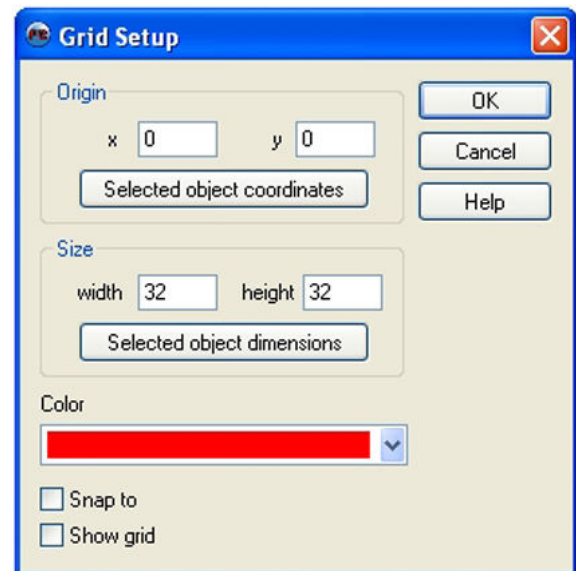 Grid Setup
Origin
x 0 y 0
Selected object coordinates
OK
Cancel
Help
Size
width 32 height 32
Selected object dimensions
Color
Snap to
Show grid